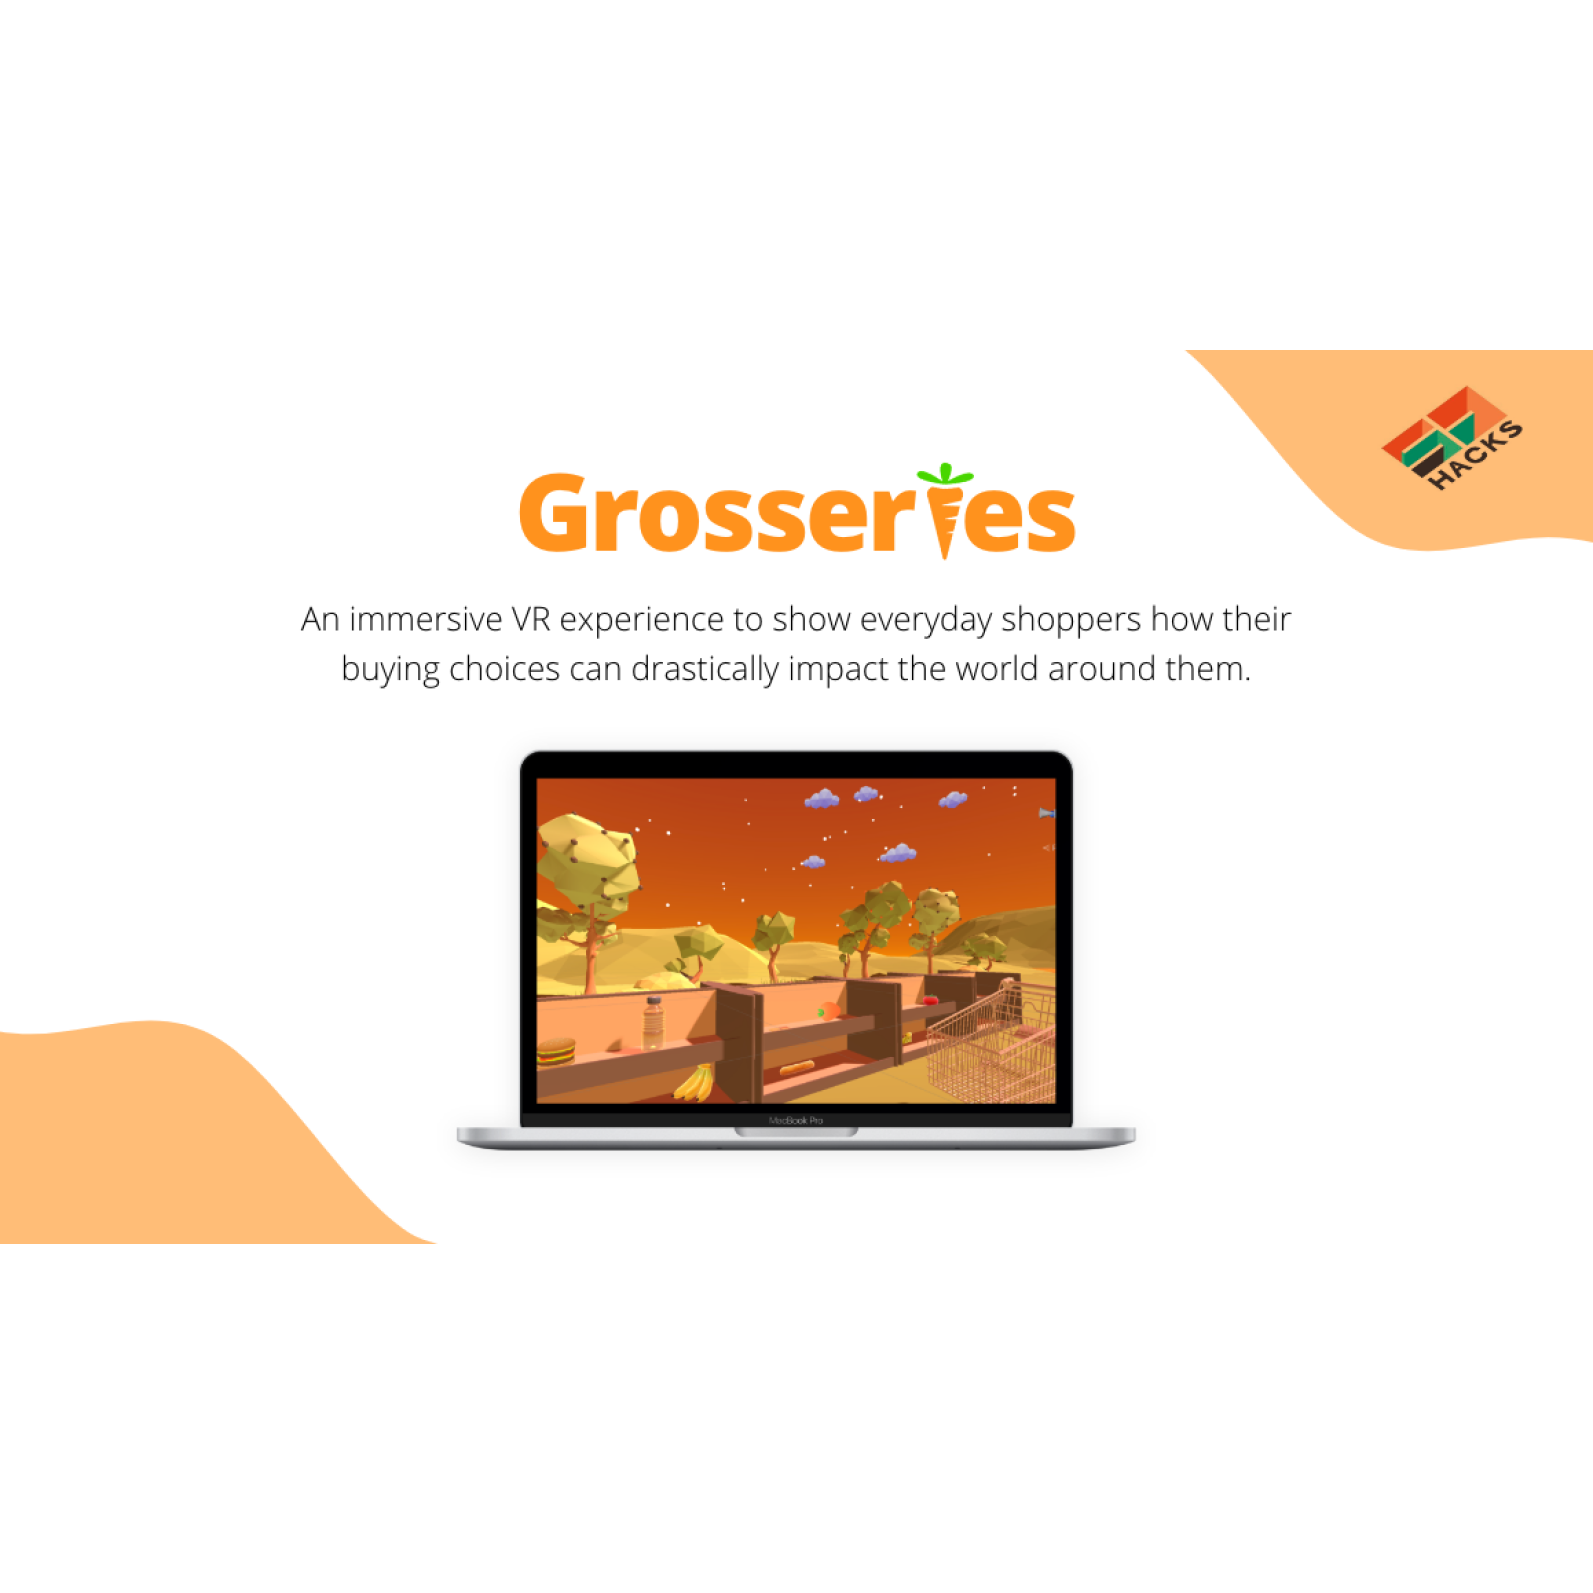 HACKS
Grosseries
An immersive VR experience to show everyday shoppers how their
buying choices can drastically impact the world around them.
MacBook Pro